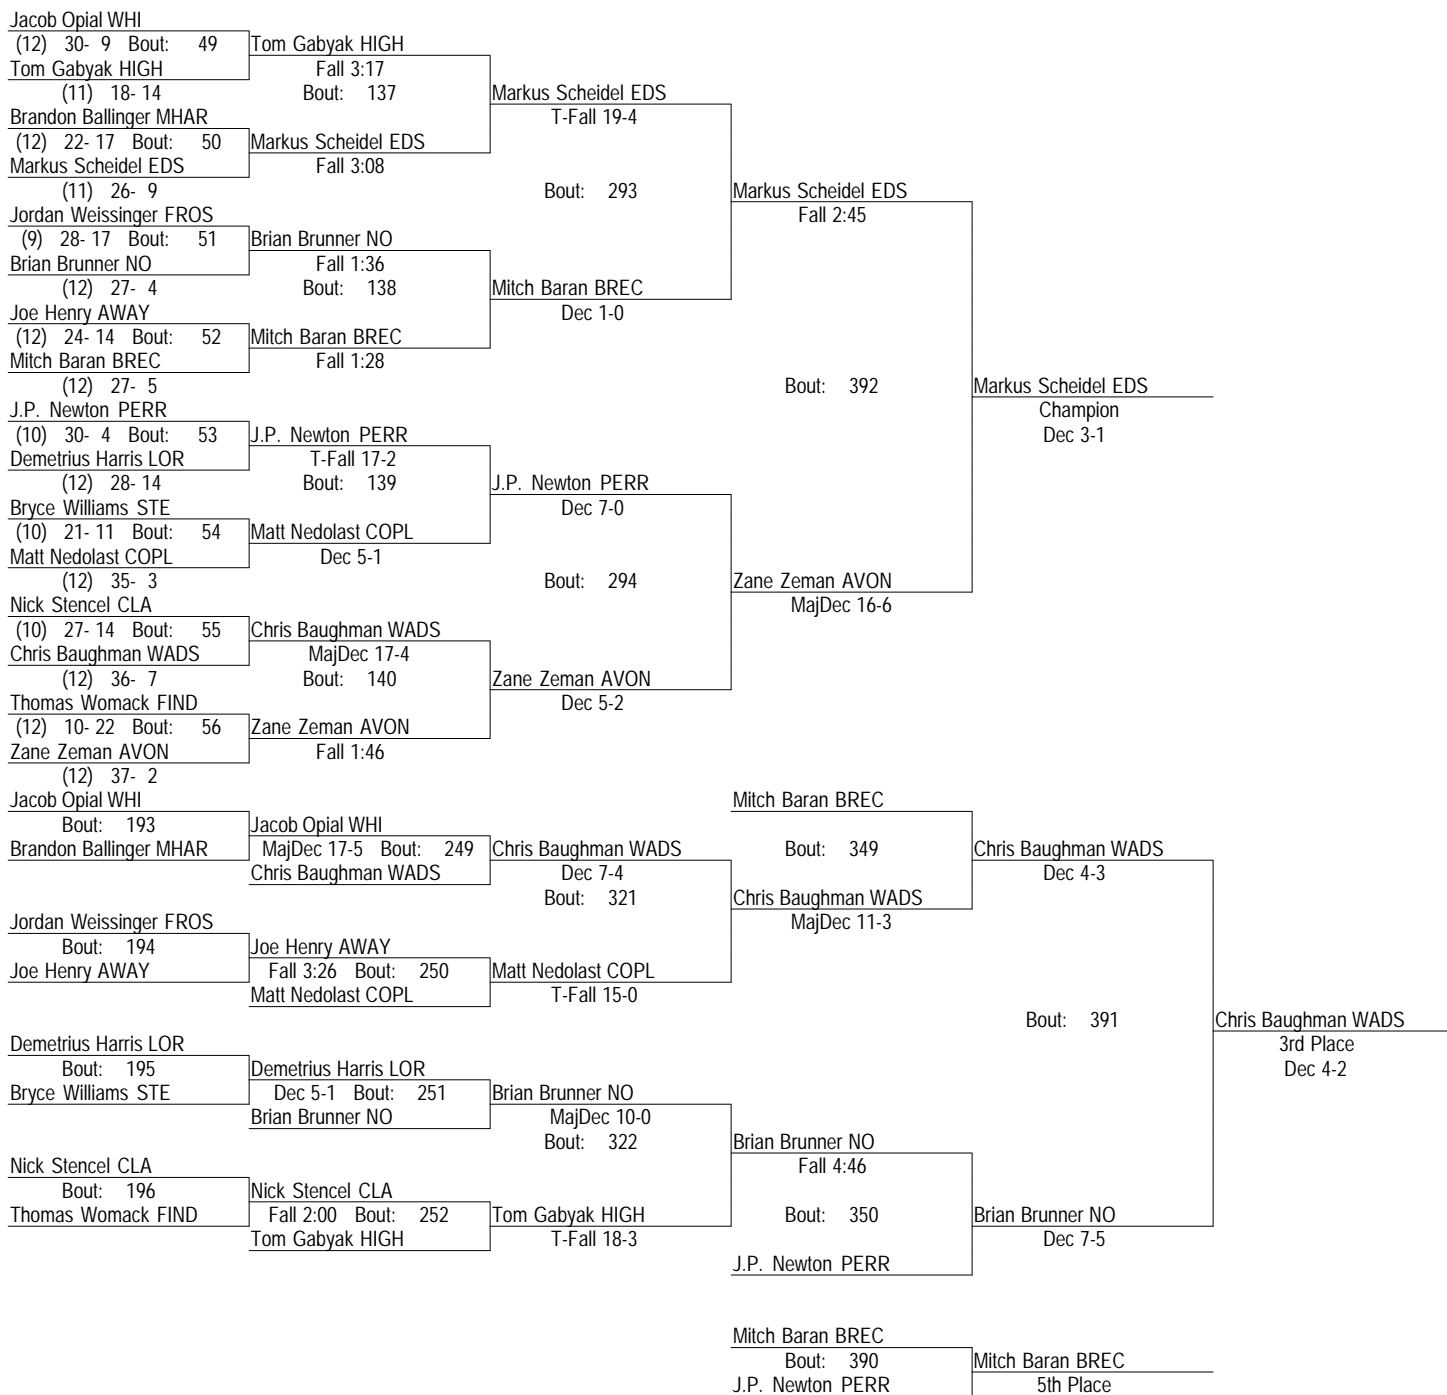 Jacob Opial WHI
(12) 30- 9 Bout: 49 Tom Gabyak HIGH
Tom Gabyak HIGH Fall 3:17
(11) 18- 14 Bout: 137 Markus Scheidel EDS
Brandon Ballinger MHAR T-Fall 19-4
(12) 22- 17 Bout: 50 Markus Scheidel EDS
Markus Scheidel EDS Fall 3:08
(11) 26- 9 Bout: 293 Markus Scheidel EDS
Jordan Weissinger FROS Fall 2:45
(9) 28- 17 Bout: 51 Brian Brunner NO
Brian Brunner NO Fall 1:36
(12) 27- 4 Bout: 138 Mitch Baran BREC
Joe Henry AWAY Dec 1-0
(12) 24- 14 Bout: 52 Mitch Baran BREC
Mitch Baran BREC Fall 1:28
(12) 27- 5 Bout: 392 Markus Scheidel EDS
J.P. Newton PERR Champion
(10) 30- 4 Bout: 53 J.P. Newton PERR Dec 3-1
Demetrius Harris LOR T-Fall 17-2
(12) 28- 14 Bout: 139 J.P. Newton PERR
Bryce Williams STE Dec 7-0
(10) 21- 11 Bout: 54 Matt Nedolast COPL
Matt Nedolast COPL Dec 5-1
(12) 35- 3 Bout: 294 Zane Zeman AVON
Nick Stencel CLA MajDec 16-6
(10) 27- 14 Bout: 55 Chris Baughman WADS
Chris Baughman WADS MajDec 17-4
(12) 36- 7 Bout: 140 Zane Zeman AVON
Thomas Womack FIND Dec 5-2
(12) 10- 22 Bout: 56 Zane Zeman AVON
Zane Zeman AVON Fall 1:46
(12) 37- 2
Jacob Opial WHI Mitch Baran BREC
Bout: 193 Jacob Opial WHI
Brandon Ballinger MHAR MajDec 17-5 Bout: 249 Chris Baughman WADS Bout: 349 Chris Baughman WADS
Chris Baughman WADS Dec 7-4 Dec 4-3
Bout: 321 Chris Baughman WADS
Jordan Weissinger FROS MajDec 11-3
Bout: 194 Joe Henry AWAY
Joe Henry AWAY Fall 3:26 Bout: 250 Matt Nedolast COPL
Matt Nedolast COPL T-Fall 15-0
Bout: 391 Chris Baughman WADS
Demetrius Harris LOR 3rd Place
Bout: 195 Demetrius Harris LOR Dec 4-2
Bryce Williams STE Dec 5-1 Bout: 251 Brian Brunner NO
Brian Brunner NO MajDec 10-0
Bout: 322 Brian Brunner NO
Nick Stencel CLA Fall 4:46
Bout: 196 Nick Stencel CLA
Thomas Womack FIND Fall 2:00 Bout: 252 Tom Gabyak HIGH Bout: 350 Brian Brunner NO
Tom Gabyak HIGH T-Fall 18-3 Dec 7-5
J.P. Newton PERR
Mitch Baran BREC
Bout: 390 Mitch Baran BREC
J.P. Newton PERR 5th Place